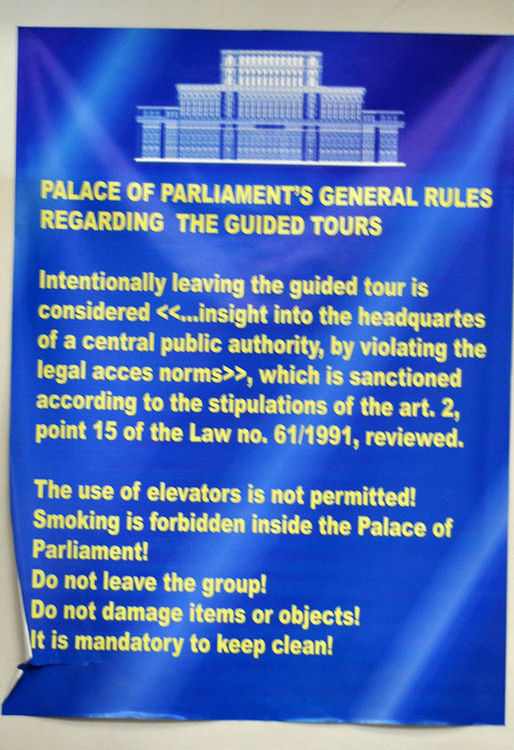 PALACE OF PARLIAMENT'S GENERAL RULES
REGARDING THE GUIDED TOURS
Intentionally leaving the guided tour is
considered <<...insight into the headquartes
of a central public authority, by violating the
legal acces norms>>, which is sanctioned
according to the stipulations of the art. 2,
point 15 of the Law no. 61/1991, reviewed.
The use of elevators is not permitted!
Smoking is forbidden inside the Palace of
Parliament!
Do not leave the group!
Do not damage items or objects!
It is mandatory to keep clean!